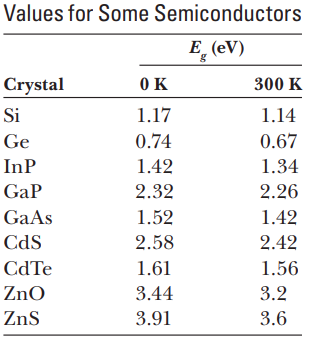 Values for Some Semiconductors
E_g (eV)
Crystal 0 K 300 K
Si 1.17 1.14
Ge 0.74 0.67
InP 1.42 1.34
GaP 2.32 2.26
GaAs 1.52 1.42
CdS 2.58 2.42
CdTe 1.61 1.56
ZnO 3.44 3.2
ZnS 3.91 3.6